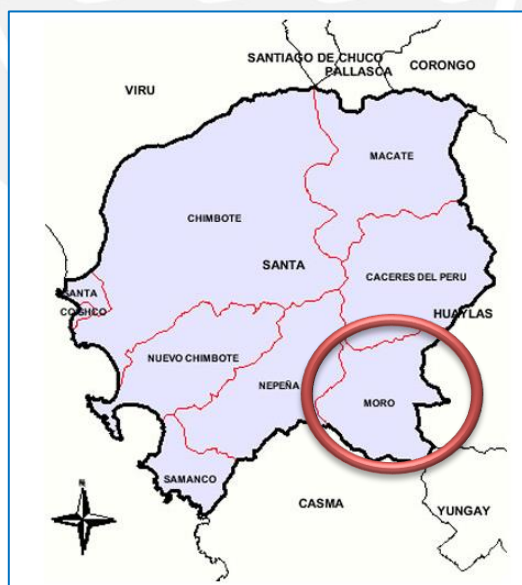 SANTIAGO DE CHUCO
PALLASCA
CORONGO
VIRU
MACATE
CHIMBOTE
SANTA
CACERES DEL PERU
SANTA
COISHCO
HUAYLAS
NUEVO CHIMBOTE
NEPEÑA
MORO
SAMANCO
CASMA
YUNGAY
N